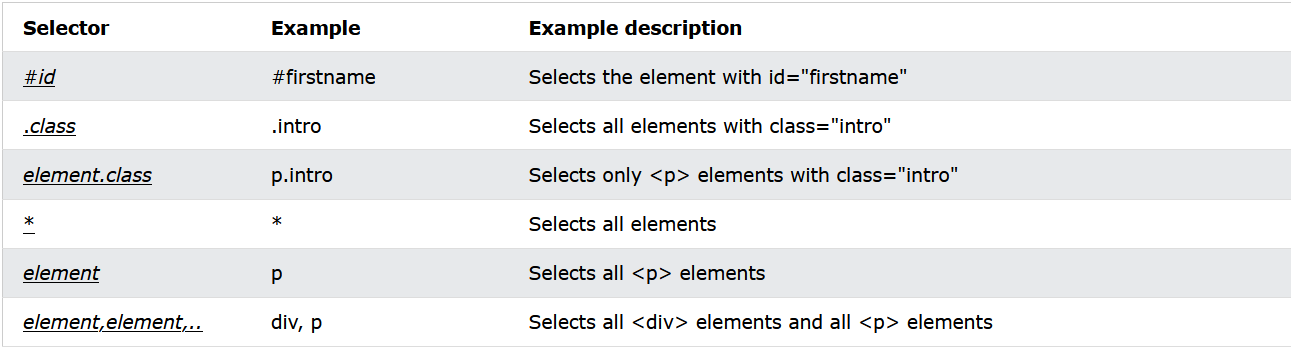 Selector Example Example description
#id #firstname Selects the element with id="firstname"
.class .intro Selects all elements with class="intro"
element.class p.intro Selects only <p> elements with class="intro"
* * Selects all elements
element p Selects all <p> elements
element,element,.. div, p Selects all <div> elements and all <p> elements